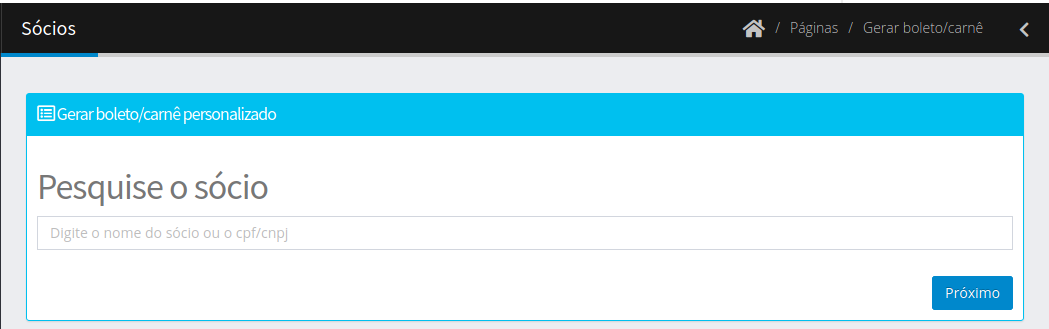 Sócios
/ Páginas / Gerar boleto/carnê
Gerar boleto/carnê personalizado
Pesquise o sócio
Digite o nome do sócio ou o cpf/cnpj
Próximo